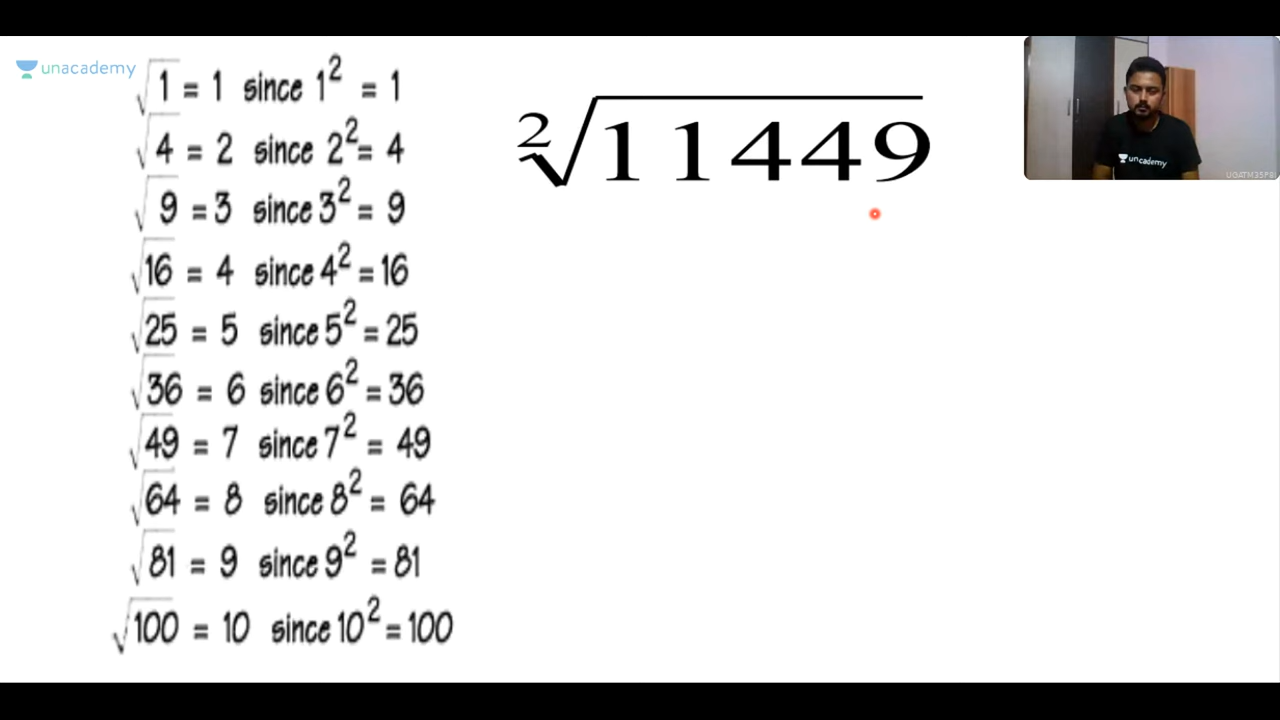 unacademy
√1 = 1 since 1² = 1
√4 = 2 since 2² = 4
√9 = 3 since 3² = 9
√16 = 4 since 4² = 16
√25 = 5 since 5² = 25
√36 = 6 since 6² = 36
√49 = 7 since 7² = 49
√64 = 8 since 8² = 64
√81 = 9 since 9² = 81
√100 = 10 since 10² = 100
²√11449
unacademy